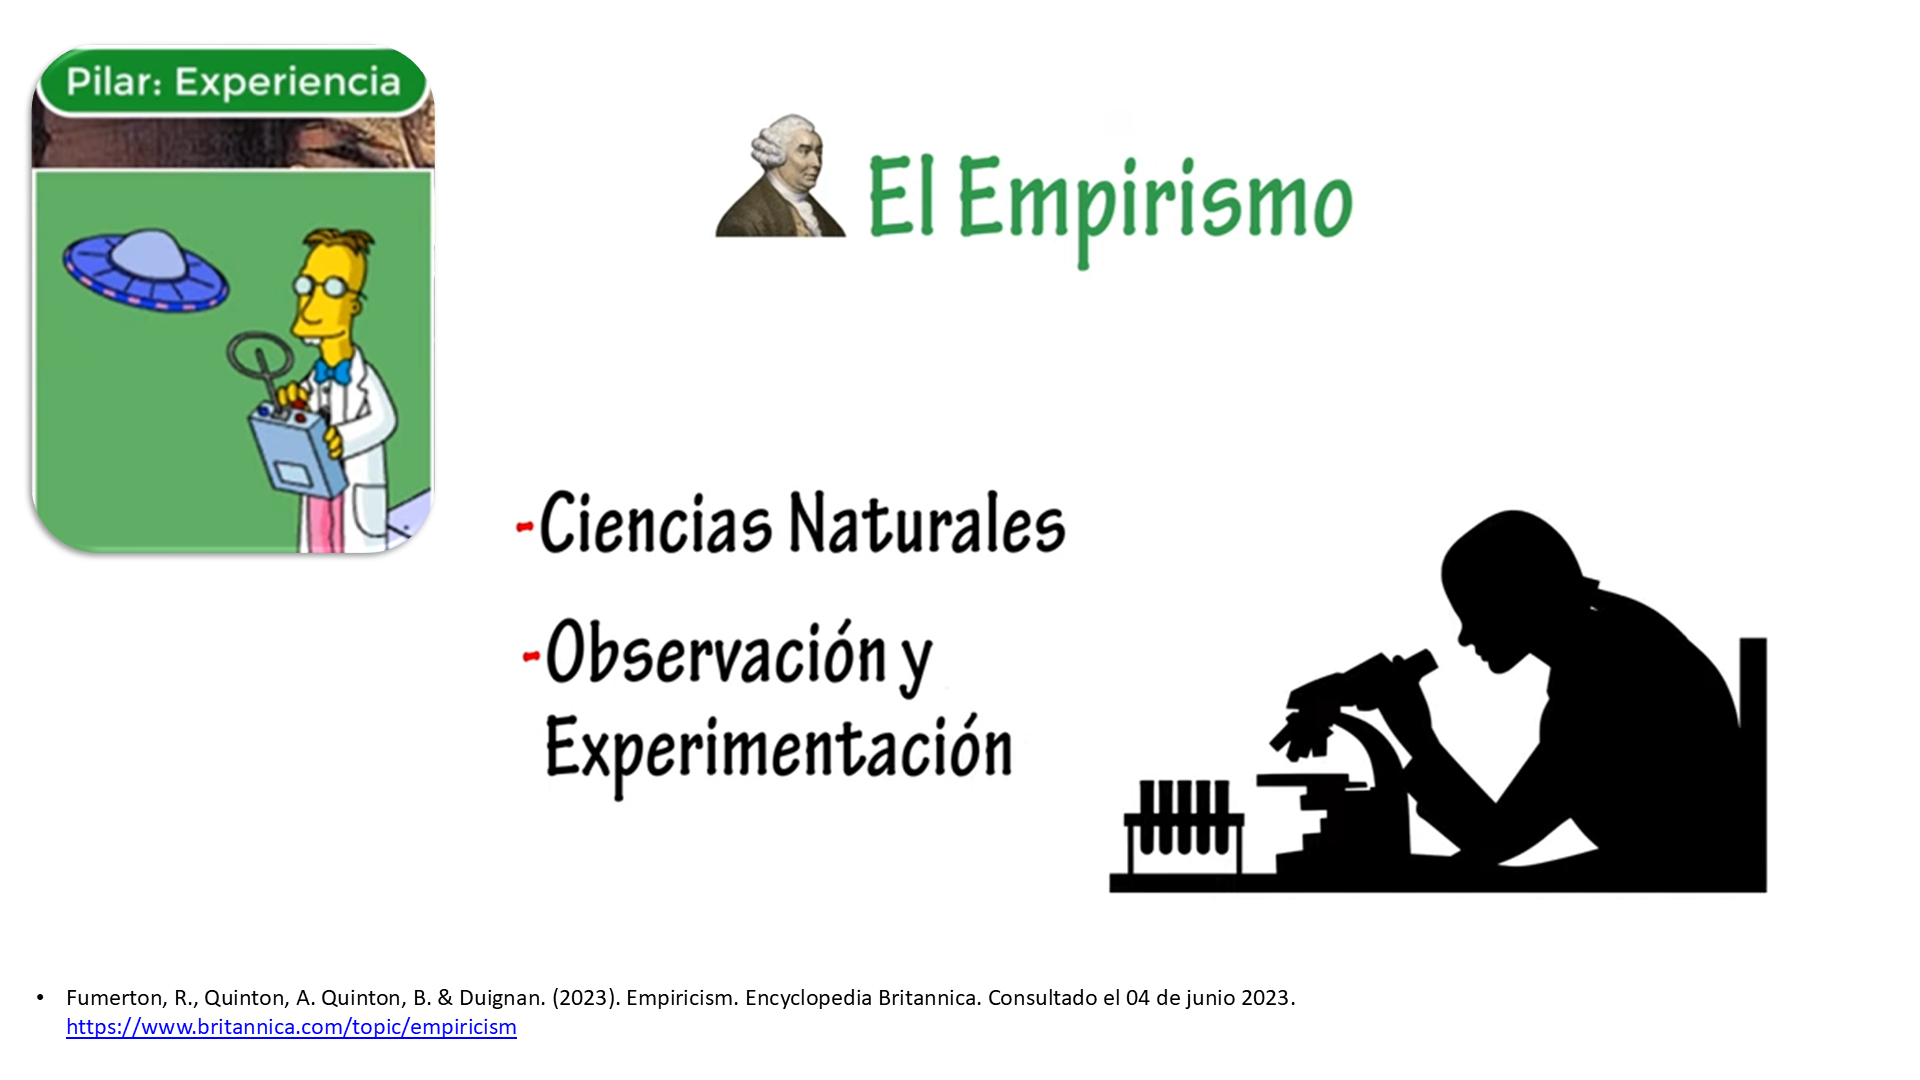 Pilar: Experiencia
El Empirismo
-Ciencias Naturales
-Observación y
Experimentación
• Fumerton, R., Quinton, A. Quinton, B. & Duignan. (2023). Empiricism. Encyclopedia Britannica. Consultado el 04 de junio 2023.
https://www.britannica.com/topic/empiricism